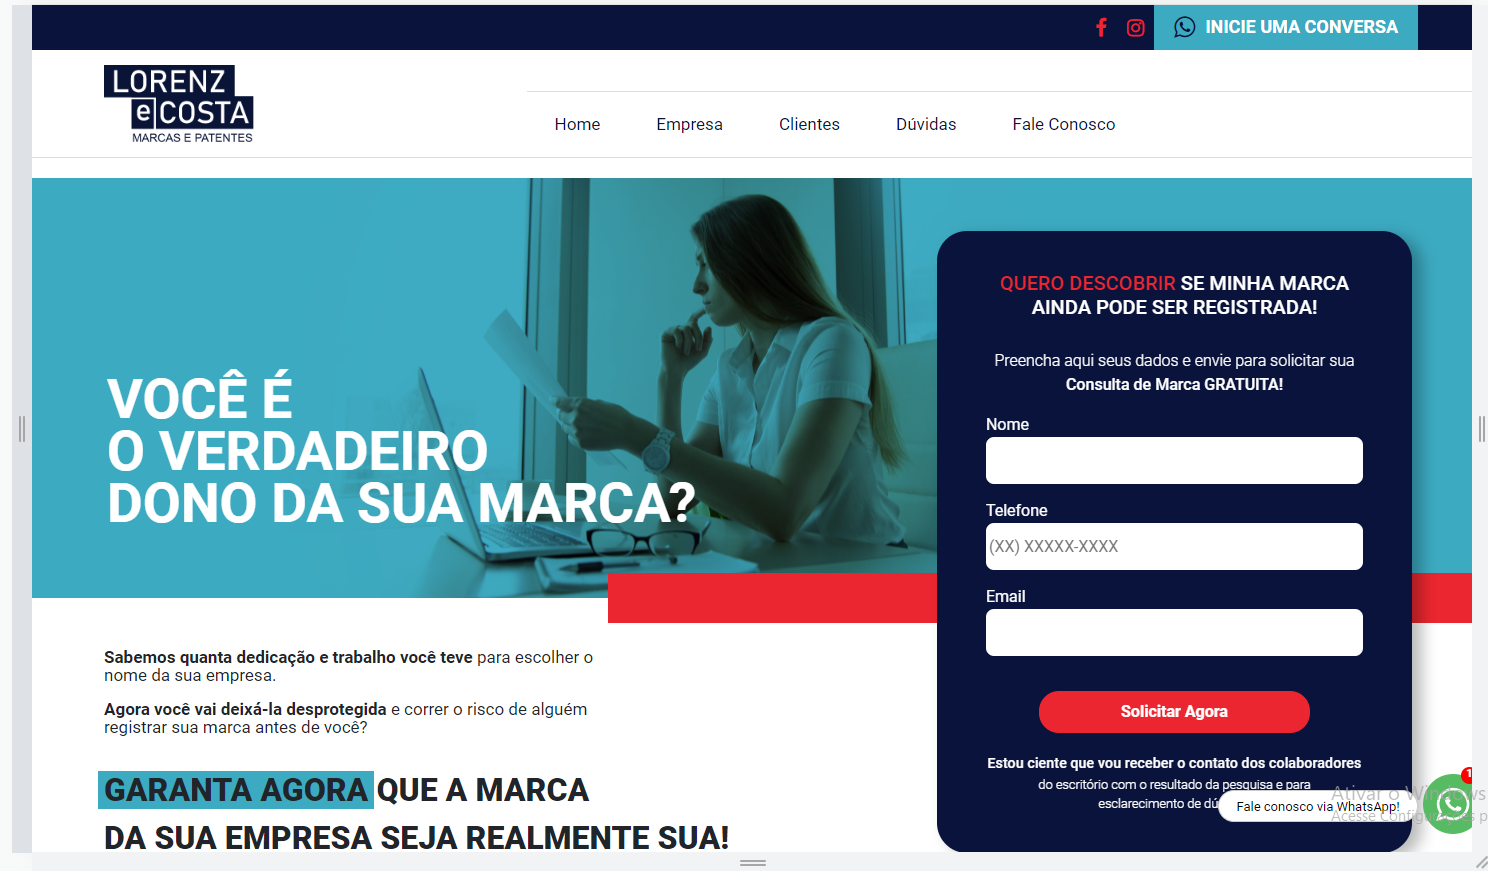 INICIE UMA CONVERSA
LORENZ
e COSTA
MARCAS E PATENTES
Home Empresa Clientes Dúvidas Fale Conosco
VOCÊ É
O VERDADEIRO
DONO DA SUA MARCA?
Sabemos quanta dedicação e trabalho você teve para escolher o
nome da sua empresa.
Agora você vai deixá-la desprotegida e correr o risco de alguém
registrar sua marca antes de você?
GARANTA AGORA QUE A MARCA
DA SUA EMPRESA SEJA REALMENTE SUA!
QUERO DESCOBRIR SE MINHA MARCA
AINDA PODE SER REGISTRADA!
Preencha aqui seus dados e envie para solicitar sua
Consulta de Marca GRATUITA!
Nome
Telefone
(XX) XXXXX-XXXX
Email
Solicitar Agora
Estou ciente que vou receber o contato dos colaboradores
do escritório com o resultado da pesquisa e para
esclarecimento de
Fale conosco via WhatsApp!
1
Ativar o Windows
Acesse